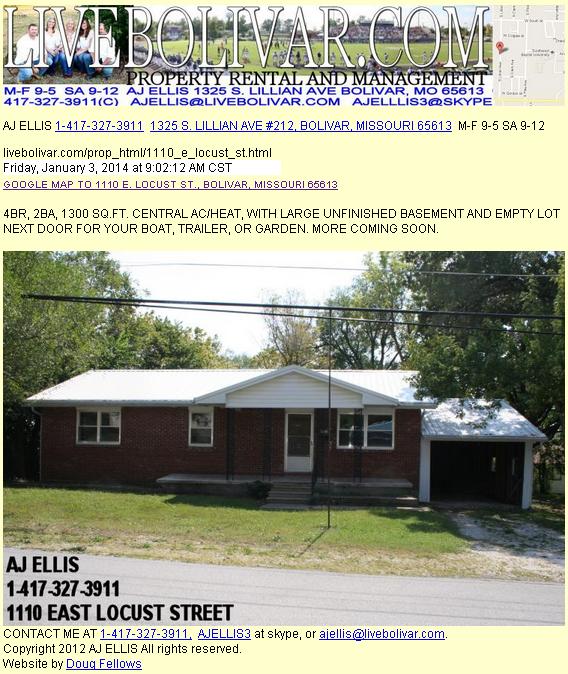 LIVEBOLIVAR.COM
PROPERTY RENTAL AND MANAGEMENT
M-F 9-5 SA 9-12 AJ ELLIS 1325 S. LILLIAN AVE BOLIVAR, MO 65613
417-327-3911(C) AJELLIS@LIVEBOLIVAR.COM AJELLLIS3@SKYPE
AJ ELLIS 1-417-327-3911 1325 S. LILLIAN AVE #212, BOLIVAR, MISSOURI 65613 M-F 9-5 SA 9-12
livebolivar.com/prop_html/1110_e_locust_st.html
Friday, January 3, 2014 at 9:02:12 AM CST
GOOGLE MAP TO 1110 E. LOCUST ST., BOLIVAR, MISSOURI 65613
4BR, 2BA, 1300 SQ.FT. CENTRAL AC/HEAT, WITH LARGE UNFINISHED BASEMENT AND EMPTY LOT
NEXT DOOR FOR YOUR BOAT, TRAILER, OR GARDEN. MORE COMING SOON.
AJ ELLIS
1-417-327-3911
1110 EAST LOCUST STREET
CONTACT ME AT 1-417-327-3911, AJELLIS3 at skype, or ajellis@livebolivar.com.
Copyright 2012 AJ ELLIS All rights reserved.
Website by Doug Fellows